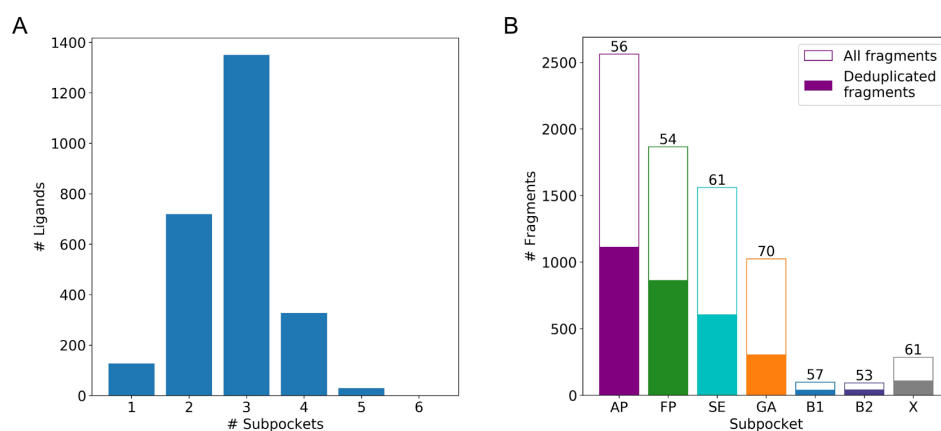 A
1400
1200
1000
800
600
400
200
0
# Ligands
1 2 3 4 5 6
# Subpockets
B
2500
2000
1500
1000
500
0
# Fragments
56
54
61
70
57
53
61
All fragments
Deduplicated
fragments
AP FP SE GA B1 B2 X
Subpocket